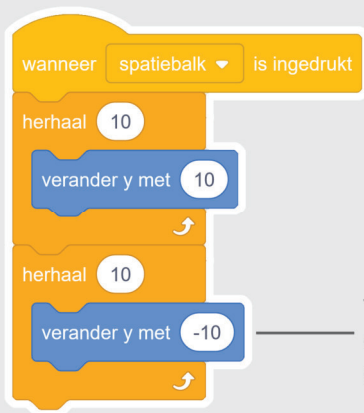 wanneer spatiebalk is ingedrukt
herhaal 10
verander y met 10
herhaal 10
verander y met -10